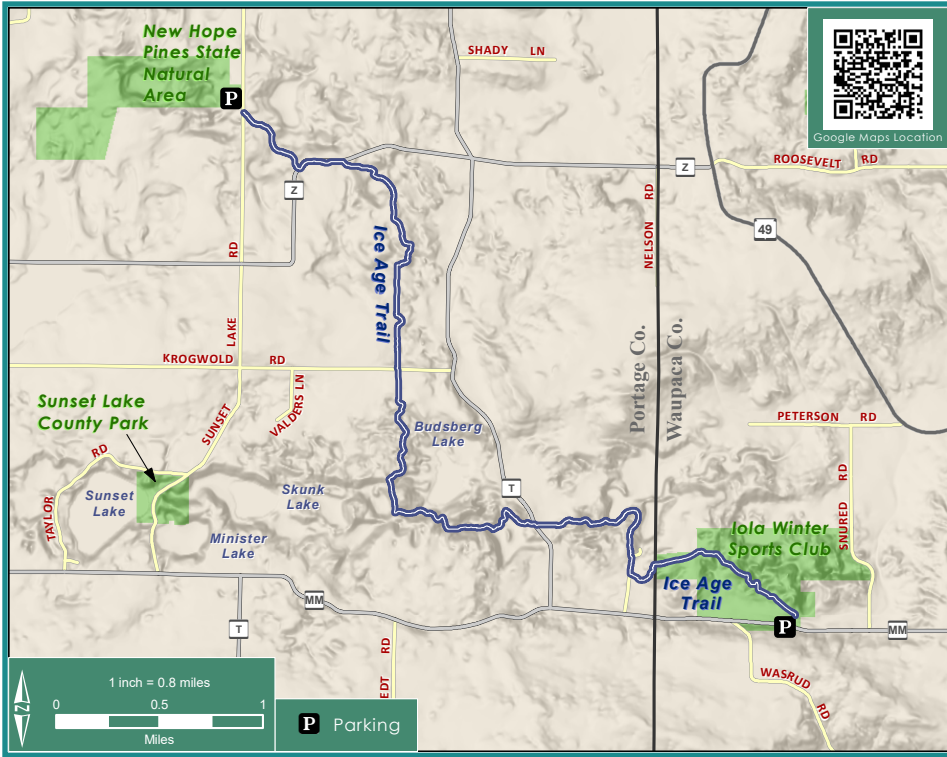 New Hope
Pines State
Natural
Area
P
SHADY LN
Google Maps Location
ROOSEVELT RD
Z
Z
NELSON RD
49
Ice Age Trail
SUNSET LAKE RD
KROGWOLD RD
VALDERS LN
Portage Co.
Waupaca Co.
Sunset Lake
County Park
Budsberg
Lake
PETERSON RD
TAYLOR RD
Sunset
Lake
Skunk
Lake
T
Minister
Lake
SNURED RD
Iola Winter
Sports Club
Ice Age
Trail
MM
T
P
MM
EDT RD
WASRUD RD
N
1 inch = 0.8 miles
0 0.5 1
Miles
P Parking